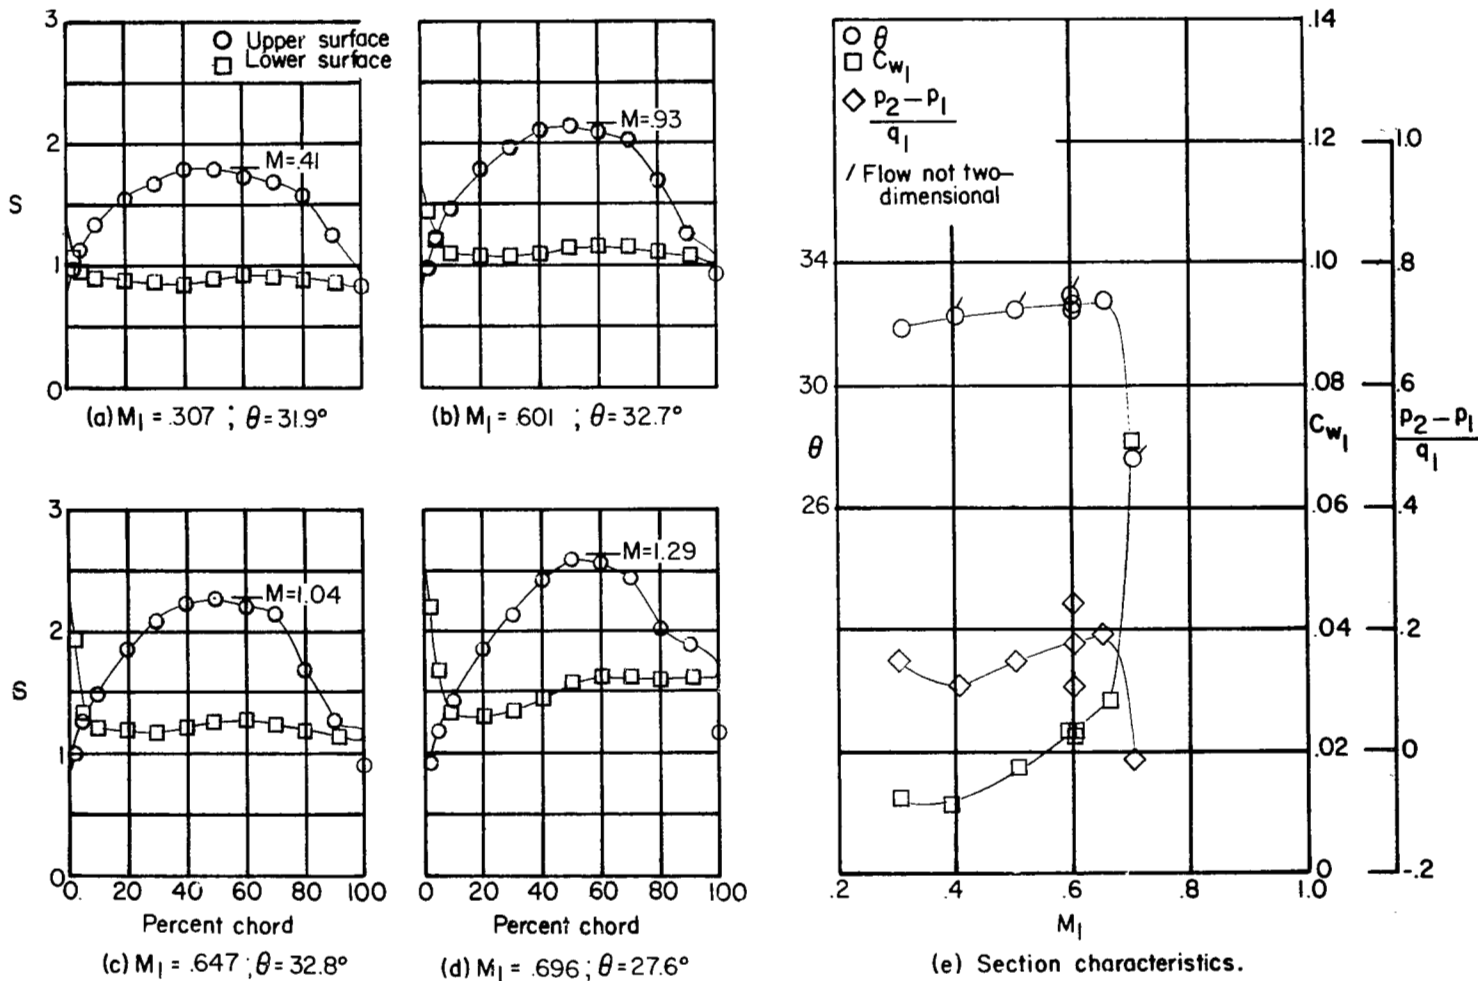 3
2
S
1
0
○ Upper surface
□ Lower surface
M=.41
(a) M₁ = .307 ; θ = 31.9°
M=.93
(b) M₁ = .601 ; θ = 32.7°
3
2
S
1
0
M=1.04
0 20 40 60 80 100
Percent chord
(c) M₁ = .647 ; θ = 32.8°
M=1.29
0 20 40 60 80 100
Percent chord
(d) M₁ = .696 ; θ = 27.6°
○ θ
□ Cw₁
◇ p₂ – p₁
q₁
/ Flow not two–
dimensional
34
30
θ
26
.2 .4 .6 .8 1.0
M₁
.14
.12
.10
.08
Cw₁
.06
.04
.02
0
1.0
.8
.6
p₂ – p₁
q₁
.4
.2
0
-.2
(e) Section characteristics.